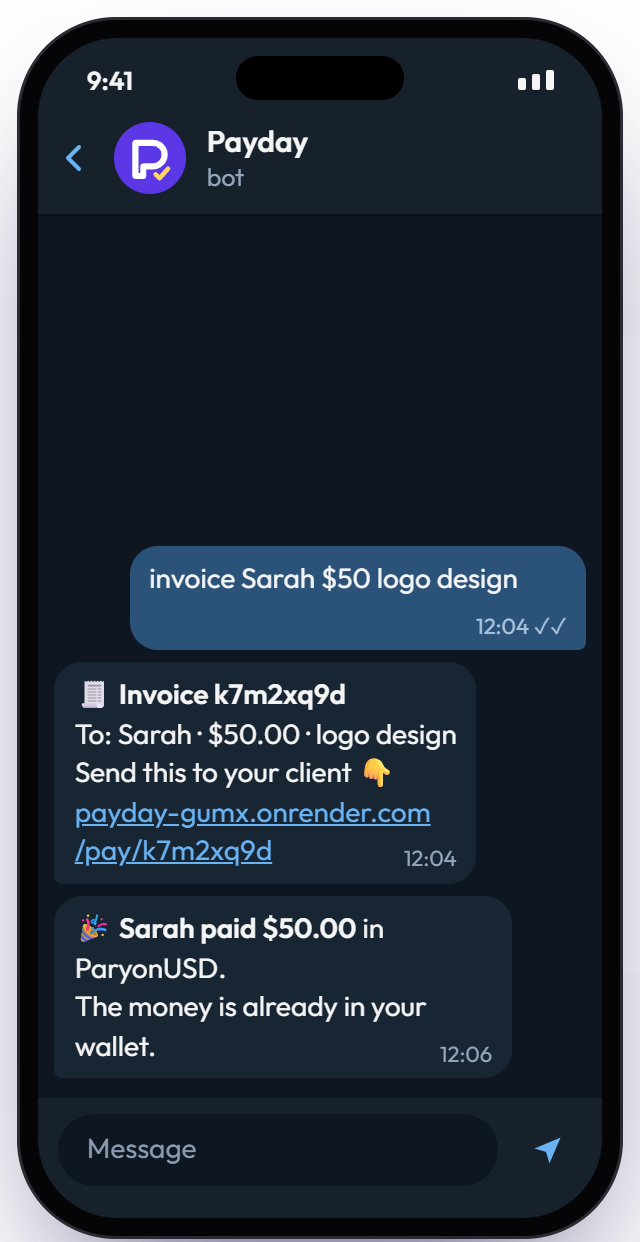 9:41
Payday
bot
invoice Sarah $50 logo design
12:04 ✓✓
🧾 Invoice k7m2xq9d
To: Sarah · $50.00 · logo design
Send this to your client 👇
payday-gumx.onrender.com
/pay/k7m2xq9d
12:04
🎉 Sarah paid $50.00 in
ParyonUSD.
The money is already in your
wallet.
12:06
Message